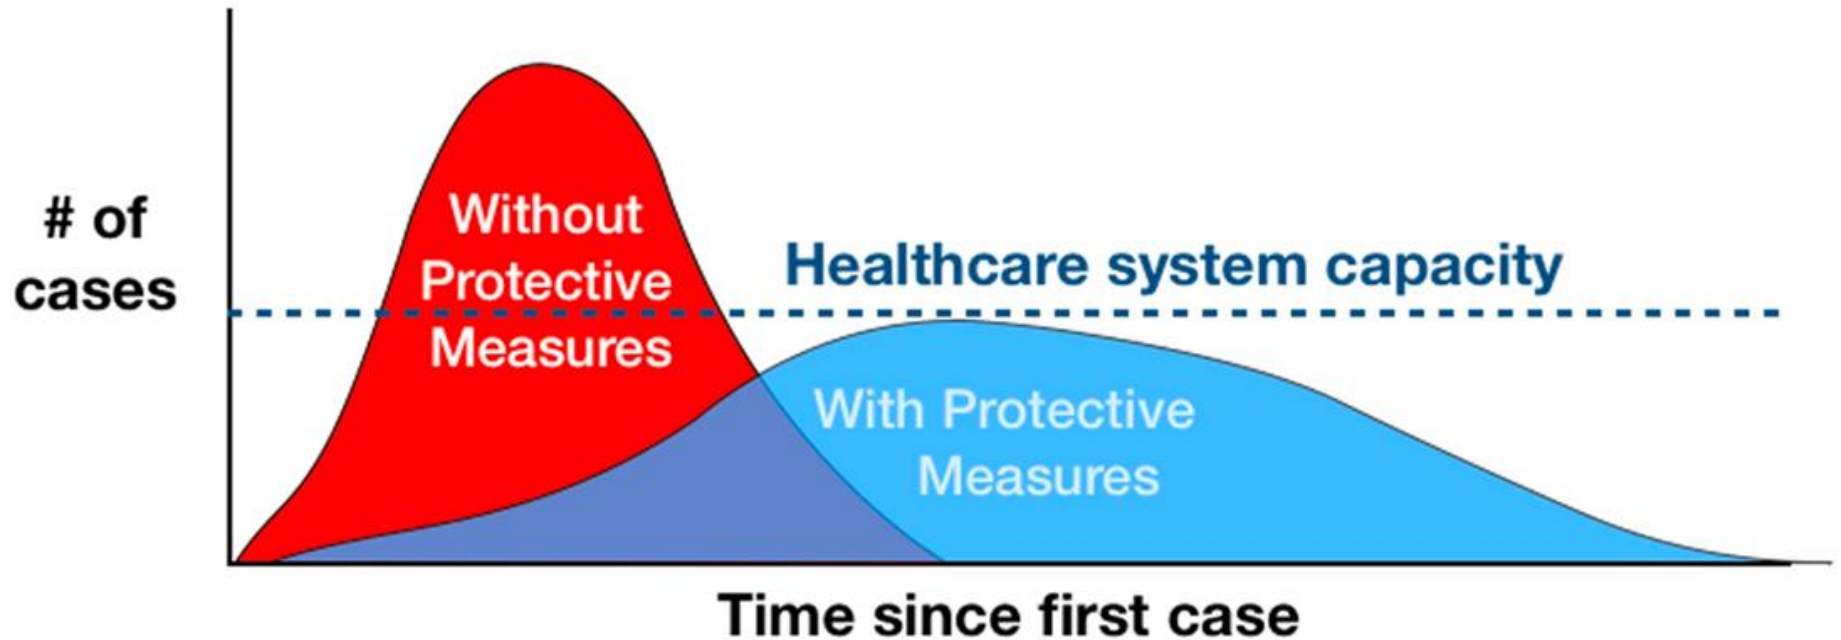 # of
cases
Without
Protective
Measures
Healthcare system capacity
With Protective
Measures
Time since first case